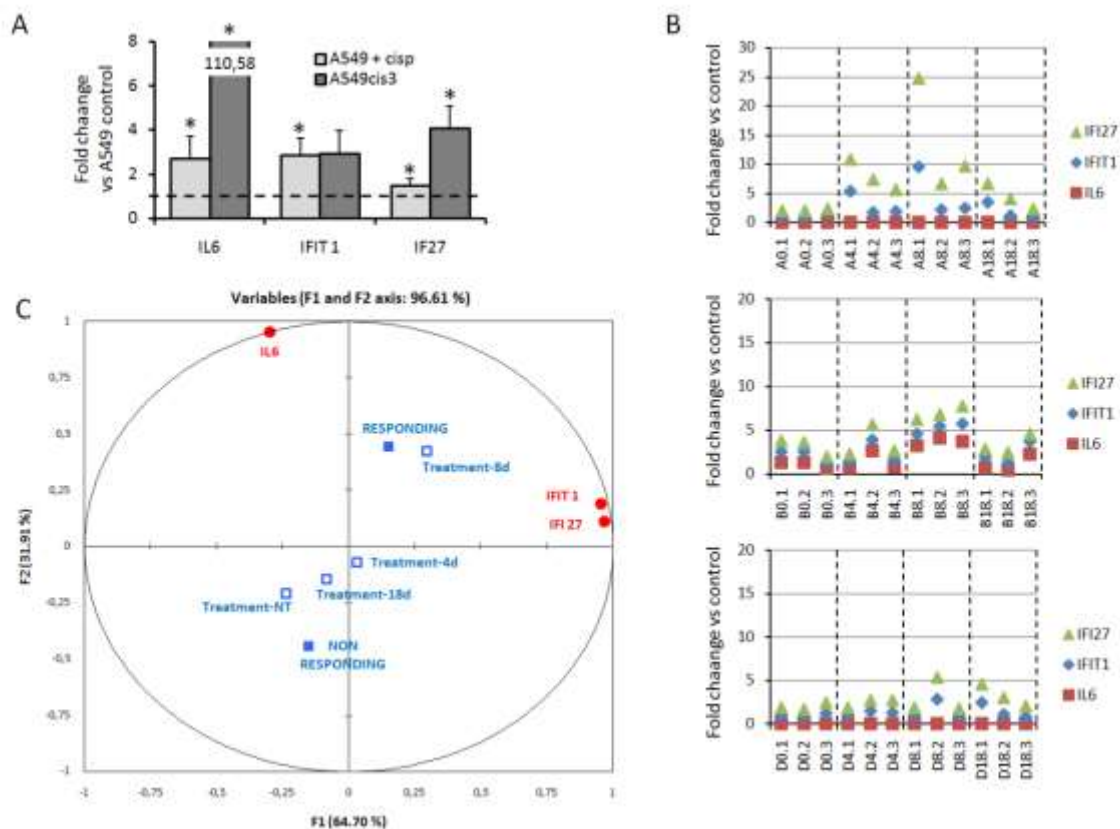 A
Fold chaange
vs A549 control
8
6
4
2
0
*
110,58
*
*
*
*
A549 + cisp
A549cis3
IL6
IFIT 1
IF27
B
Fold chaange vs control
30
25
20
15
10
5
0
A0.1
A0.2
A0.3
A4.1
A4.2
A4.3
A8.1
A8.2
A8.3
A18.1
A18.2
A18.3
IFI27
IFIT1
IL6
Fold chaange vs control
20
15
10
5
0
B0.1
B0.2
B0.3
B4.1
B4.2
B4.3
B8.1
B8.2
B8.3
B18.1
B18.2
B18.3
IFI27
IFIT1
IL6
Fold chaange vs control
20
15
10
5
0
D0.1
D0.2
D0.3
D4.1
D4.2
D4.3
D8.1
D8.2
D8.3
D18.1
D18.2
D18.3
IFI27
IFIT1
IL6
C
Variables (F1 and F2 axis: 96.61 %)
F2 (31.91 %)
1
0,75
0,5
0,25
0
-0,25
-0,5
-0,75
-1
IL6
RESPONDING
Treatment-8d
IFIT 1
IFI 27
Treatment-4d
Treatment-18d
Treatment-NT
NON
RESPONDING
-1
-0,75
-0,5
-0,25
0
0,25
0,5
0,75
1
F1 (64.70 %)